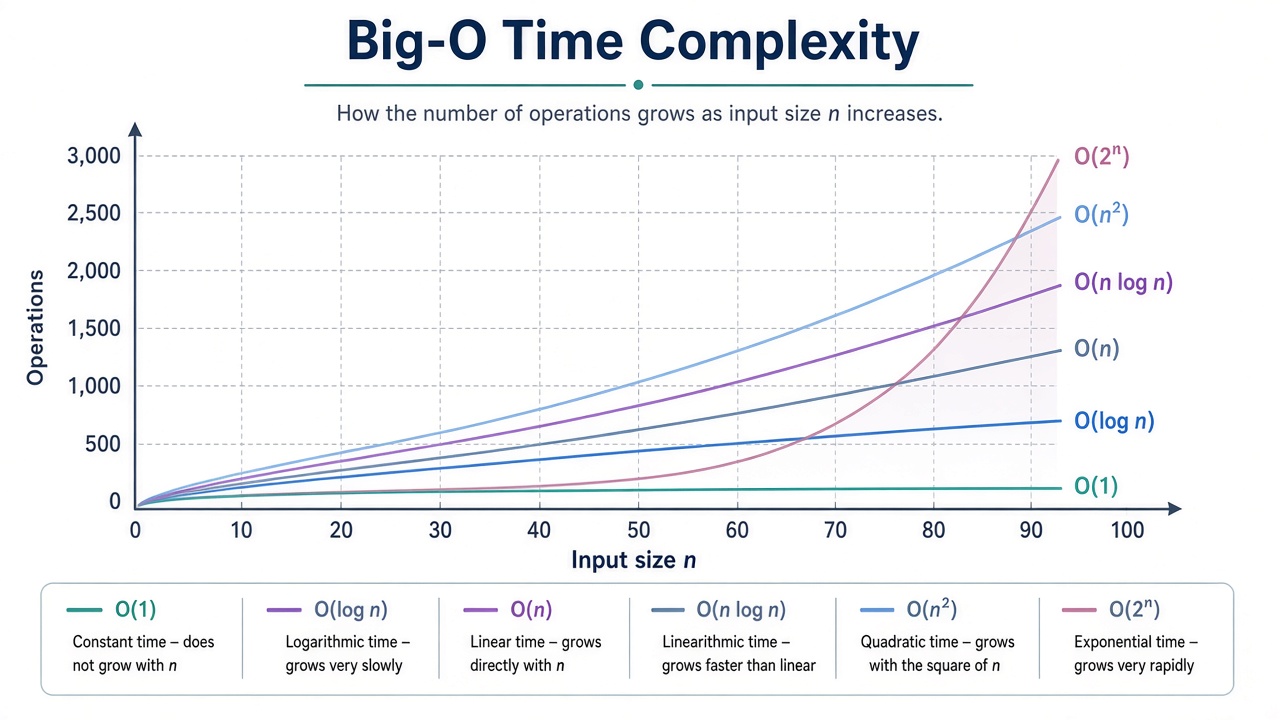 Big-O Time Complexity
How the number of operations grows as input size n increases.
Operations
3,000
2,500
2,000
1,500
1,000
500
0
0 10 20 30 40 50 60 70 80 90 100
Input size n
O(2ⁿ)
O(n²)
O(n log n)
O(n)
O(log n)
O(1)
O(1)
Constant time – does
not grow with n
O(log n)
Logarithmic time –
grows very slowly
O(n)
Linear time – grows
directly with n
O(n log n)
Linearithmic time –
grows faster than linear
O(n²)
Quadratic time – grows
with the square of n
O(2ⁿ)
Exponential time –
grows very rapidly